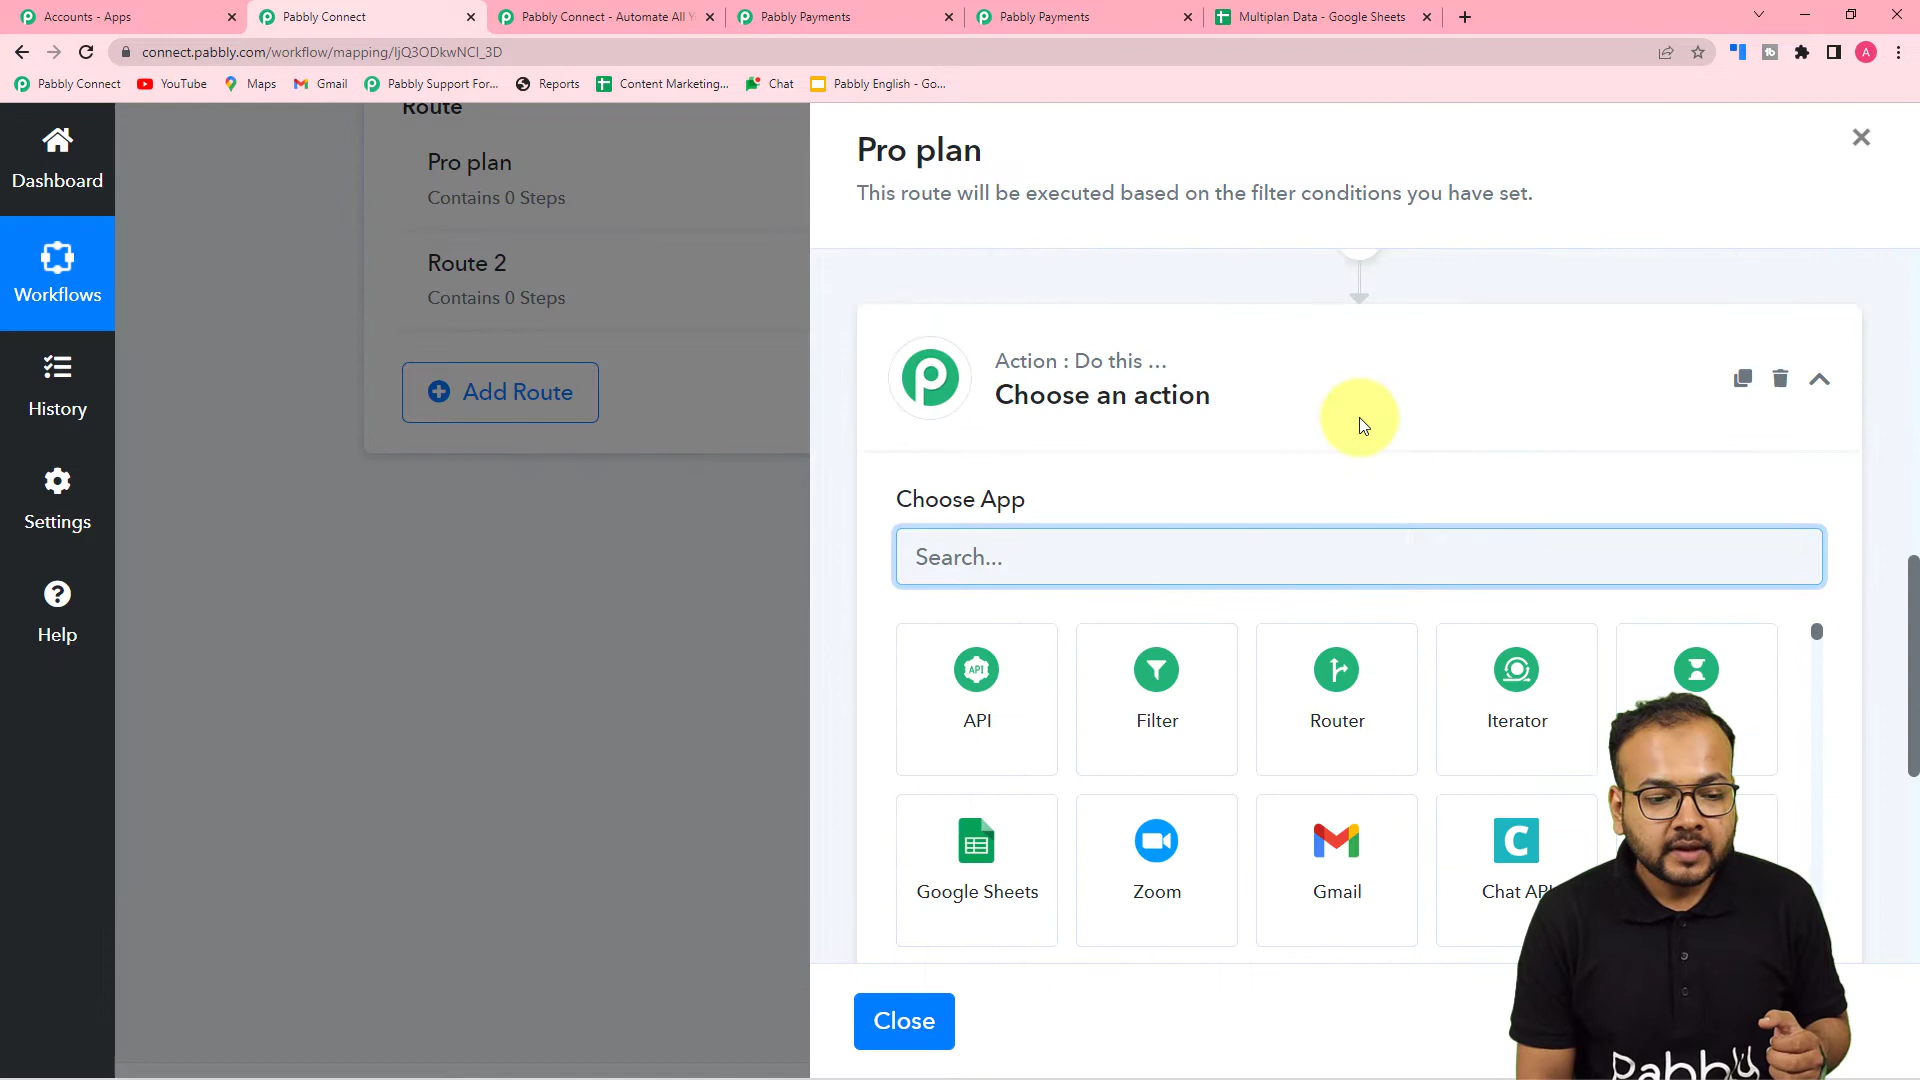 Accounts - Apps
Pabbly Connect
Pabbly Connect - Automate All Y
Pabbly Payments
Pabbly Payments
Multiplan Data - Google Sheets
connect.pabbly.com/workflow/mapping/IjQ3ODkwNCI_3D
Pabbly Connect
YouTube
Maps
Gmail
Pabbly Support For...
Reports
Content Marketing...
Chat
Pabbly English - Go...
A
Dashboard
Workflows
History
Settings
Help
Route
Pro plan
Contains 0 Steps
Route 2
Contains 0 Steps
Add Route
Pro plan
This route will be executed based on the filter conditions you have set.
Action : Do this ...
Choose an action
Choose App
Search...
API
API
Filter
Router
Iterator
Google Sheets
Zoom
Gmail
C
Chat API
Close
Pabbly